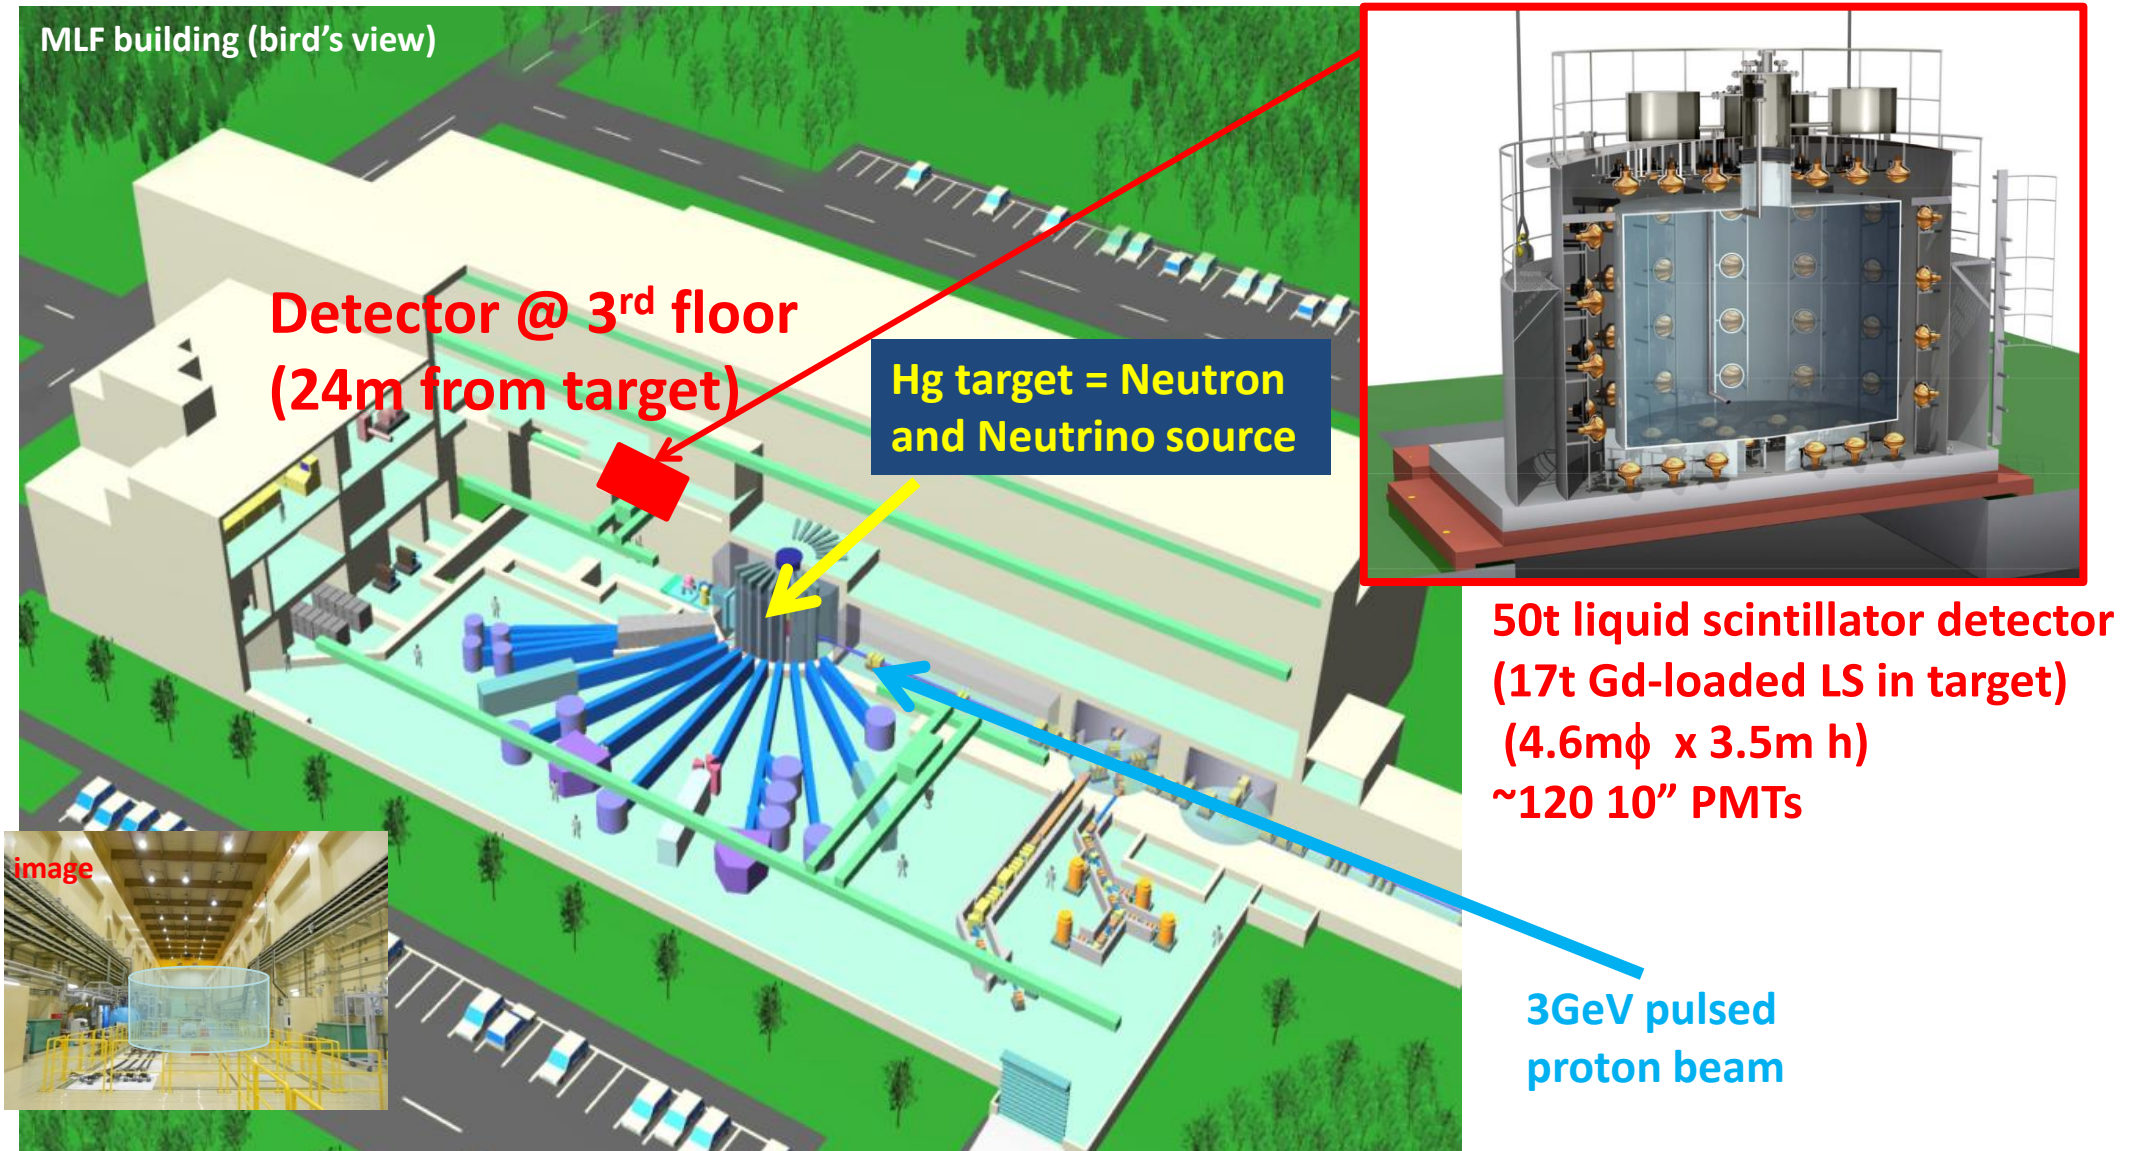 MLF building (bird’s view)
Detector @ 3rd floor
(24m from target)
Hg target = Neutron
and Neutrino source
50t liquid scintillator detector
(17t Gd-loaded LS in target)
(4.6mϕ x 3.5m h)
~120 10” PMTs
image
3GeV pulsed
proton beam